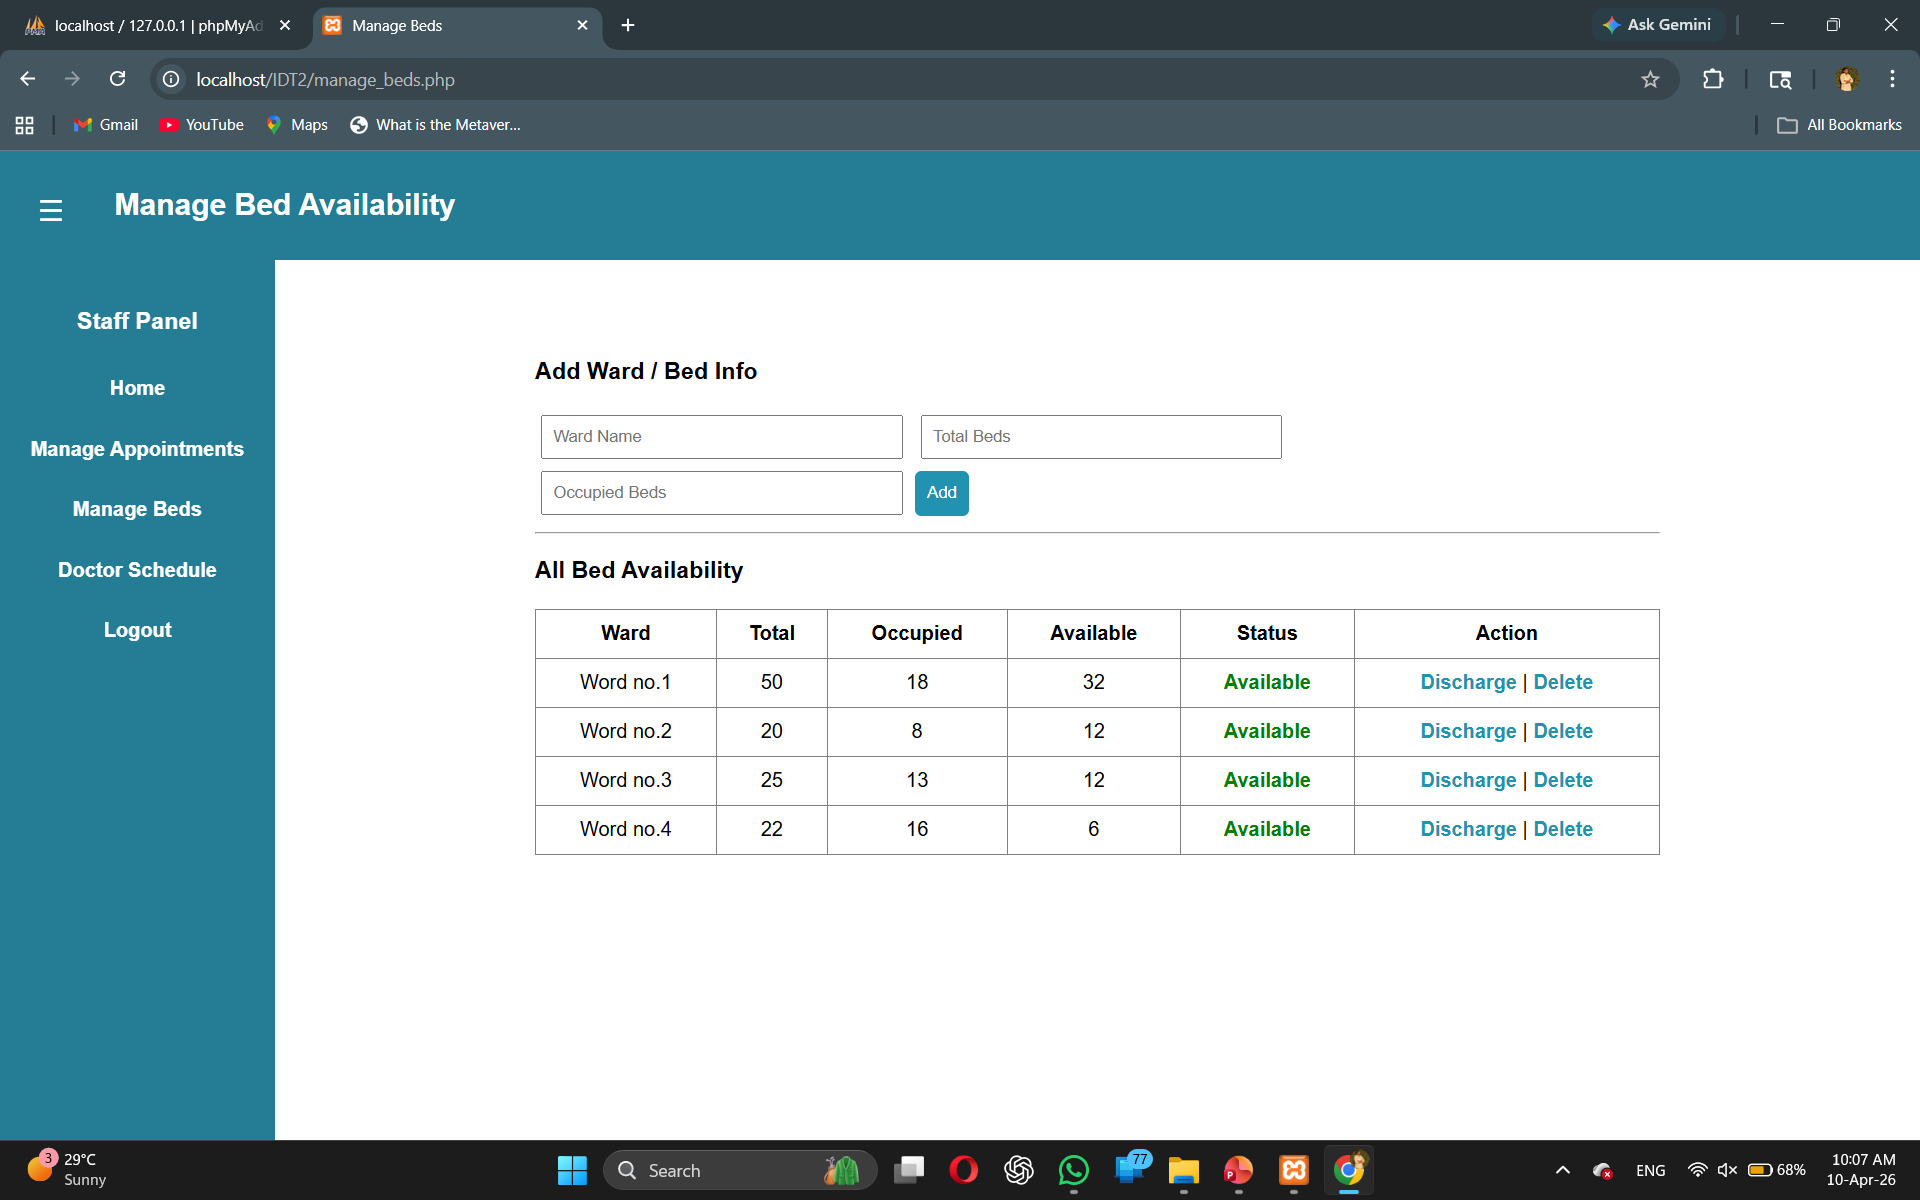 localhost / 127.0.0.1 | phpMyAd
Manage Beds
Ask Gemini
localhost/IDT2/manage_beds.php
Gmail
YouTube
Maps
What is the Metaver...
All Bookmarks
Manage Bed Availability
Staff Panel
Home
Manage Appointments
Manage Beds
Doctor Schedule
Logout
Add Ward / Bed Info
Ward Name
Total Beds
Occupied Beds
Add
All Bed Availability
Ward Total Occupied Available Status Action
Word no.1 50 18 32 Available Discharge | Delete
Word no.2 20 8 12 Available Discharge | Delete
Word no.3 25 13 12 Available Discharge | Delete
Word no.4 22 16 6 Available Discharge | Delete
3
29°C
Sunny
Search
77
ENG
68%
10:07 AM
10-Apr-26